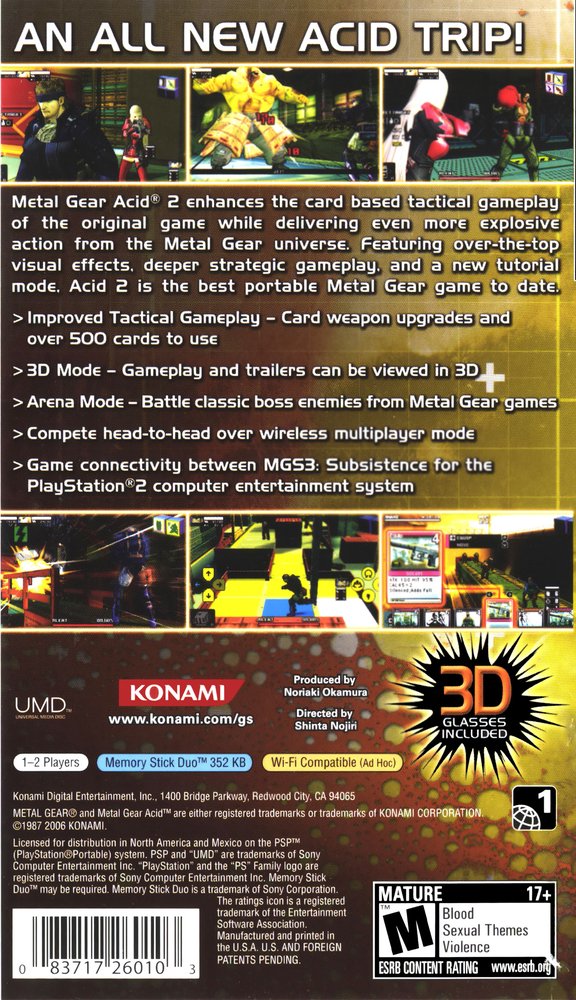 AN ALL NEW ACID TRIP!
Metal Gear Acid® 2 enhances the card based tactical gameplay
of the original game while delivering even more explosive
action from the Metal Gear universe. Featuring over-the-top
visual effects, deeper strategic gameplay, and a new tutorial
mode, Acid 2 is the best portable Metal Gear game to date.
> Improved Tactical Gameplay – Card weapon upgrades and
over 500 cards to use
> 3D Mode – Gameplay and trailers can be viewed in 3D
> Arena Mode – Battle classic boss enemies from Metal Gear games
> Compete head-to-head over wireless multiplayer mode
> Game connectivity between MGS3: Subsistence for the
PlayStation®2 computer entertainment system
4
EQUIP
UMD™
UNIVERSAL MEDIA DISC
KONAMI
www.konami.com/gs
Produced by
Noriaki Okamura
Directed by
Shinta Nojiri
3D
GLASSES
INCLUDED
1–2 Players
Memory Stick Duo™ 352 KB
Wi-Fi Compatible (Ad Hoc)
1
Konami Digital Entertainment, Inc., 1400 Bridge Parkway, Redwood City, CA 94065
METAL GEAR® and Metal Gear Acid™ are either registered trademarks or trademarks of KONAMI CORPORATION.
©1987 2006 KONAMI.
Licensed for distribution in North America and Mexico on the PSP™
(PlayStation®Portable) system. PSP and “UMD” are trademarks of Sony
Computer Entertainment Inc. “PlayStation” and the “PS” Family logo are
registered trademarks of Sony Computer Entertainment Inc. Memory Stick
Duo™ may be required. Memory Stick Duo is a trademark of Sony Corporation.
The ratings icon is a registered
trademark of the Entertainment
Software Association.
Manufactured and printed in
the U.S.A. U.S. AND FOREIGN
PATENTS PENDING.
0 83717 26010 3
MATURE 17+
M™
Blood
Sexual Themes
Violence
ESRB CONTENT RATING www.esrb.org